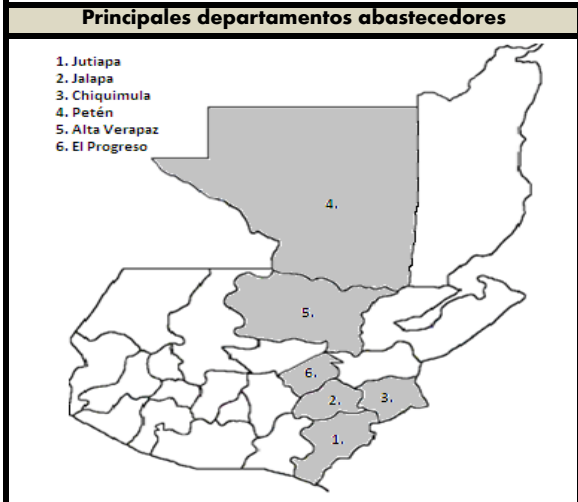 Principales departamentos abastecedores
1. Jutiapa
2. Jalapa
3. Chiquimula
4. Petén
5. Alta Verapaz
6. El Progreso
4.
5.
6.
2.
3.
1.